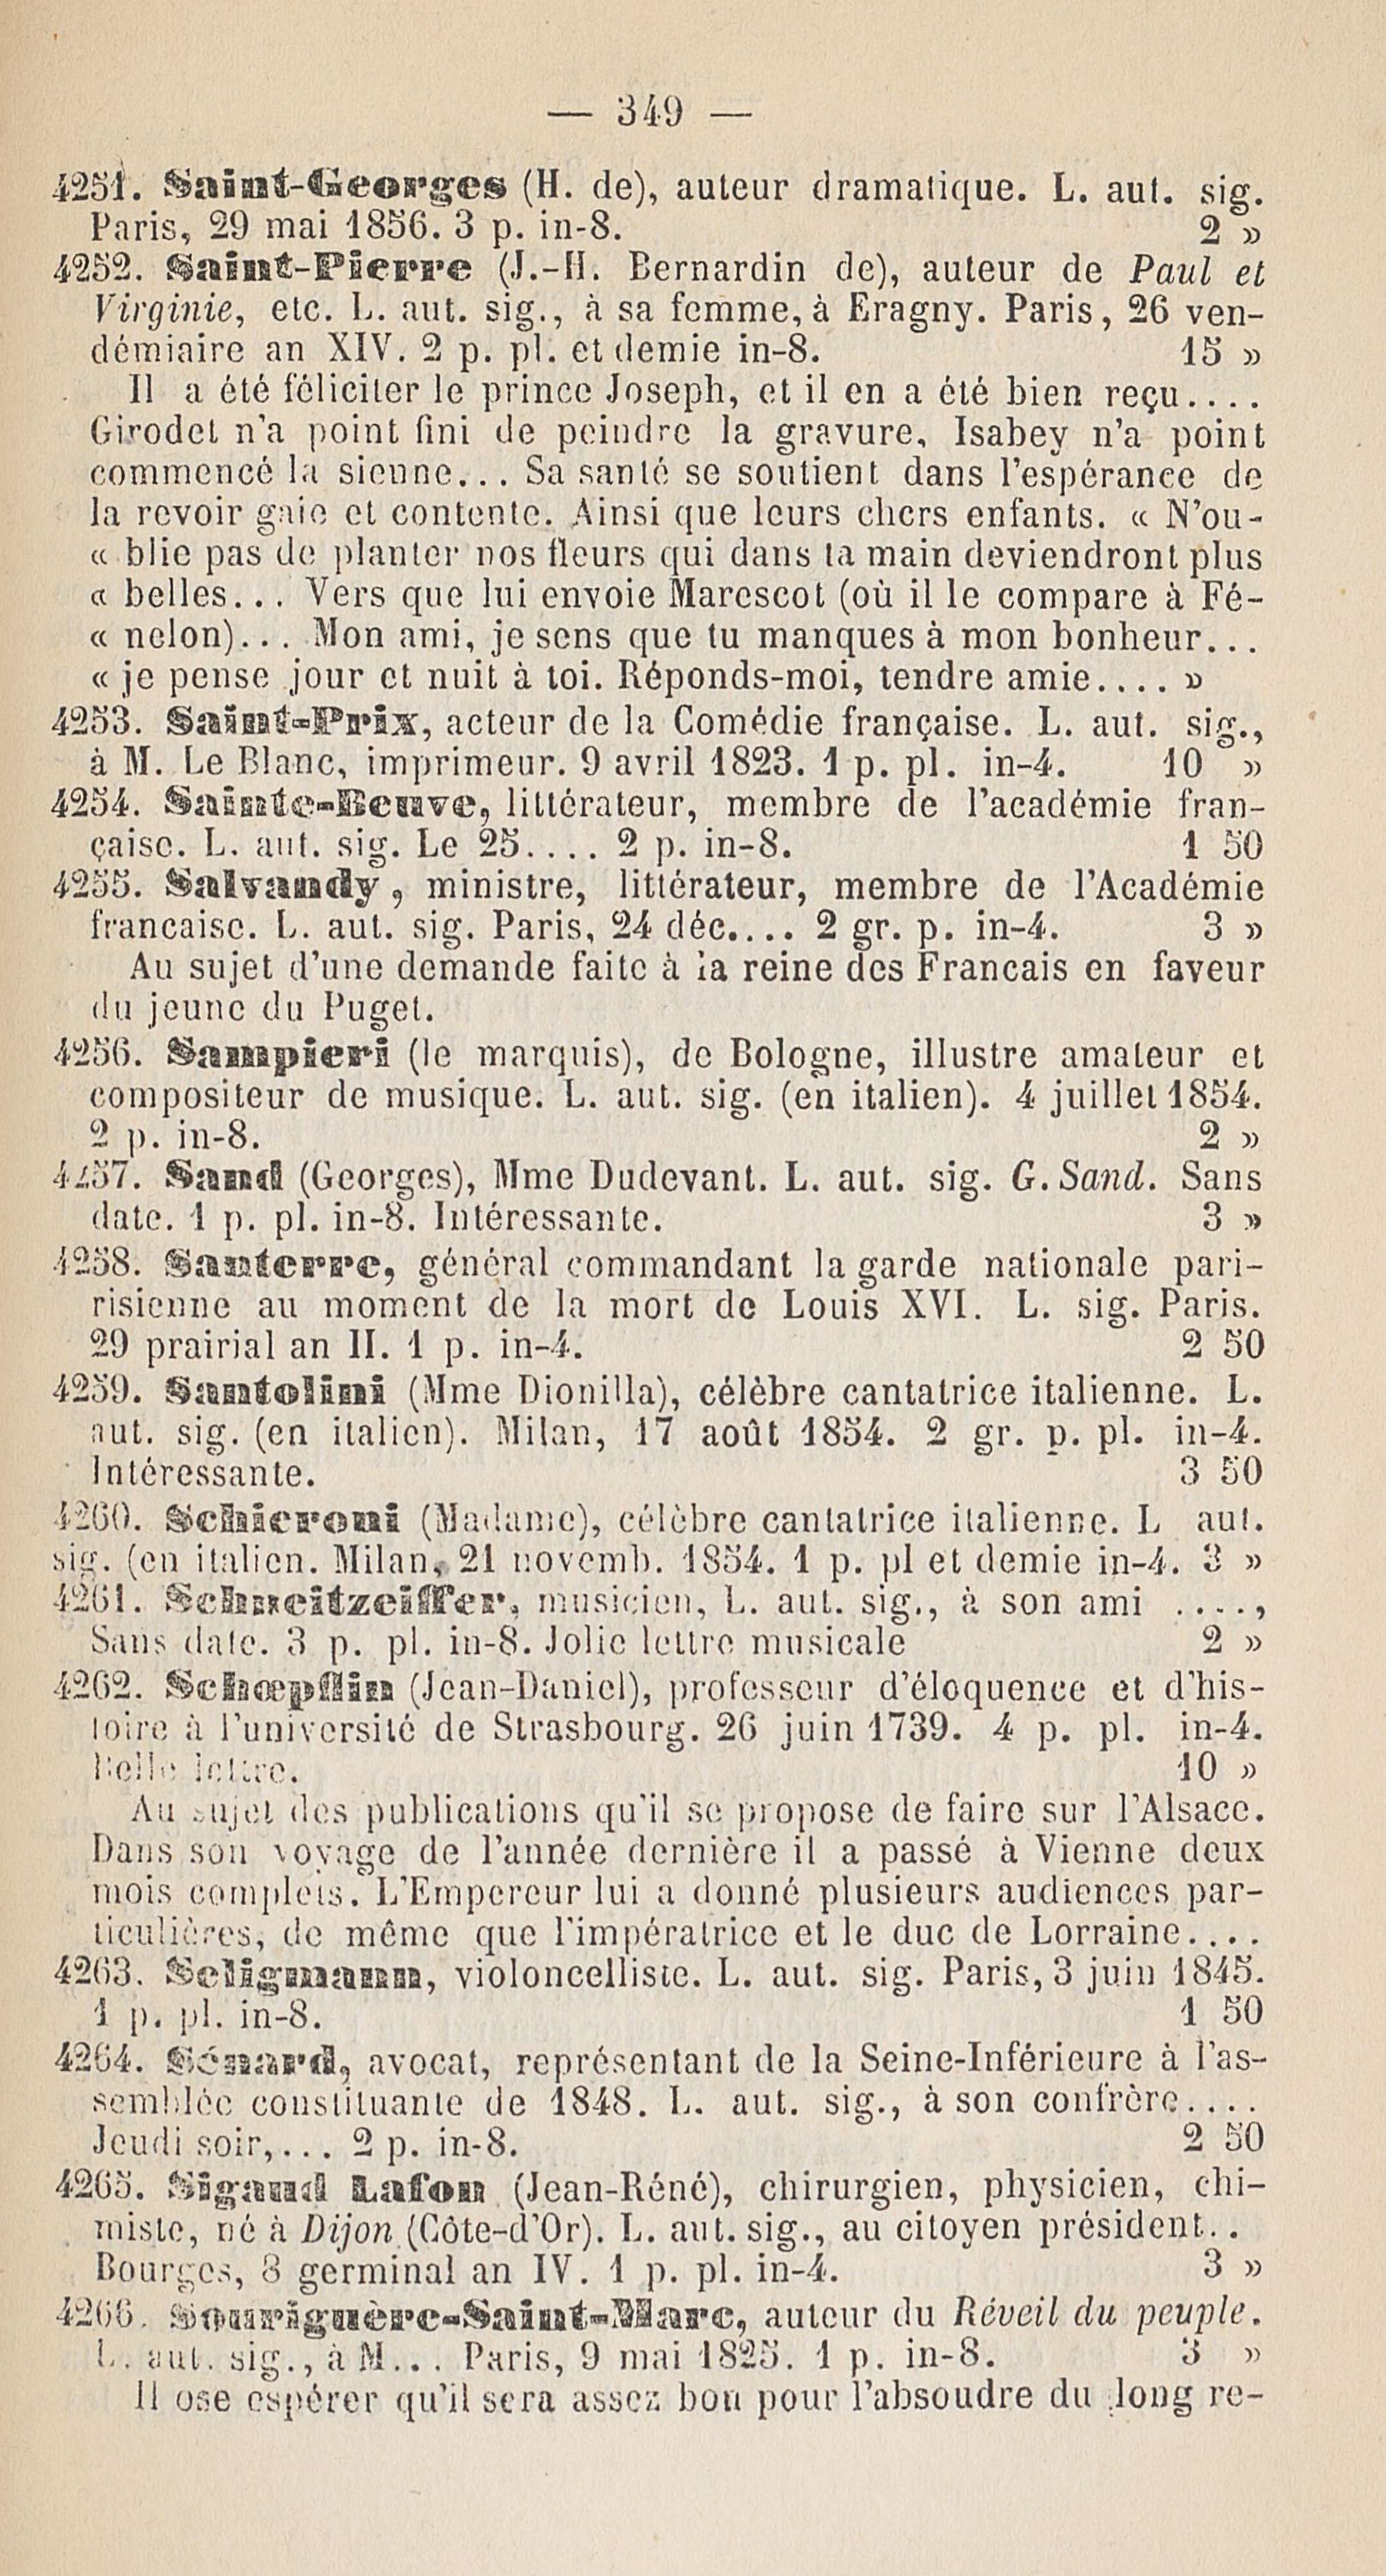 — 349 —
4251. Saint-Georges (H. de), auteur dramatique. L. aut. sig.
Paris, 29 mai 1856. 3 p. in-8. 2 »
4252. Saint-Pierre (J.-H. Bernardin de), auteur de Paul et
Virginie, etc. L. aut. sig., à sa femme, à Eragny. Paris, 26 ven-
démiaire an XIV. 2 p. pl. et demie in-8. 15 »
Il a été féliciter le prince Joseph, et il en a été bien reçu....
Girodet n'a point fini de peindre la gravure, Isabey n'a point
commencé la sienne... Sa santé se soutient dans l'espérance de
la revoir gaie et contente. Ainsi que leurs chers enfants. « N'ou-
« blie pas de planter nos fleurs qui dans ta main deviendront plus
« belles... Vers que lui envoie Marescot (où il le compare à Fé-
« nelon)... Mon ami, je sens que tu manques à mon bonheur...
« je pense jour et nuit à toi. Réponds-moi, tendre amie.... »
4253. Saint-Prix, acteur de la Comédie française. L. aut. sig.,
à M. Le Blanc, imprimeur. 9 avril 1823. 1 p. pl. in-4. 10 »
4254. Sainte-Beuve, littérateur, membre de l'académie fran-
çaise. L. aut. sig. Le 25.... 2 p. in-8. 1 50
4255. Salvandy, ministre, littérateur, membre de l'Académie
francaise. L. aut. sig. Paris, 24 déc.... 2 gr. p. in-4. 3 »
Au sujet d'une demande faite à la reine des Francais en faveur
du jeune du Puget.
4256. Sampieri (le marquis), de Bologne, illustre amateur et
compositeur de musique. L. aut. sig. (en italien). 4 juillet 1854.
2 p. in-8. 2 »
4257. Sand (Georges), Mme Dudevant. L. aut. sig. G. Sand. Sans
date. 1 p. pl. in-8. Intéressante. 3 »
4258. Santerre, général commandant la garde nationale pari-
risienne au moment de la mort de Louis XVI. L. sig. Paris.
29 prairial an II. 1 p. in-4. 2 50
4259. Santolini (Mme Dionilla), célèbre cantatrice italienne. L.
aut. sig. (en italien). Milan, 17 août 1854. 2 gr. p. pl. in-4.
Intéressante. 3 50
4260. Schieroni (Madame), célèbre cantatrice italienne. L aut.
sig. (en italien. Milan, 21 novemb. 1854. 1 p. pl et demie in-4. 3 »
4261. Schneitzeiffer, musicien, L. aut. sig., à son ami ....,
Sans date. 3 p. pl. in-8. Jolie lettre musicale 2 »
4262. Schœpflin (Jean-Daniel), professeur d'éloquence et d'his-
toire à l'université de Strasbourg. 26 juin 1739. 4 p. pl. in-4.
Belle lettre. 10 »
Au sujet des publications qu'il se propose de faire sur l'Alsace.
Dans son voyage de l'année dernière il a passé à Vienne deux
mois complets. L'Empereur lui a donné plusieurs audiences par-
ticulières, de même que l'impératrice et le duc de Lorraine....
4263. Seligmann, violoncelliste. L. aut. sig. Paris, 3 juin 1845.
1 p. pl. in-8. 1 50
4264. Sénard, avocat, représentant de la Seine-Inférieure à l'as-
semblée constituante de 1848. L. aut. sig., à son confrère....
Jeudi soir,... 2 p. in-8. 2 50
4265. Sigaud Lafon (Jean-Réné), chirurgien, physicien, chi-
miste, né à Dijon (Côte-d'Or). L. aut. sig., au citoyen président..
Bourges, 8 germinal an IV. 1 p. pl. in-4. 3 »
4266. Souriguère-Saint-Marc, auteur du Réveil du peuple.
L. aut. sig., à M... Paris, 9 mai 1825. 1 p. in-8. 3 »
Il ose espérer qu'il sera assez bon pour l'absoudre du long re-